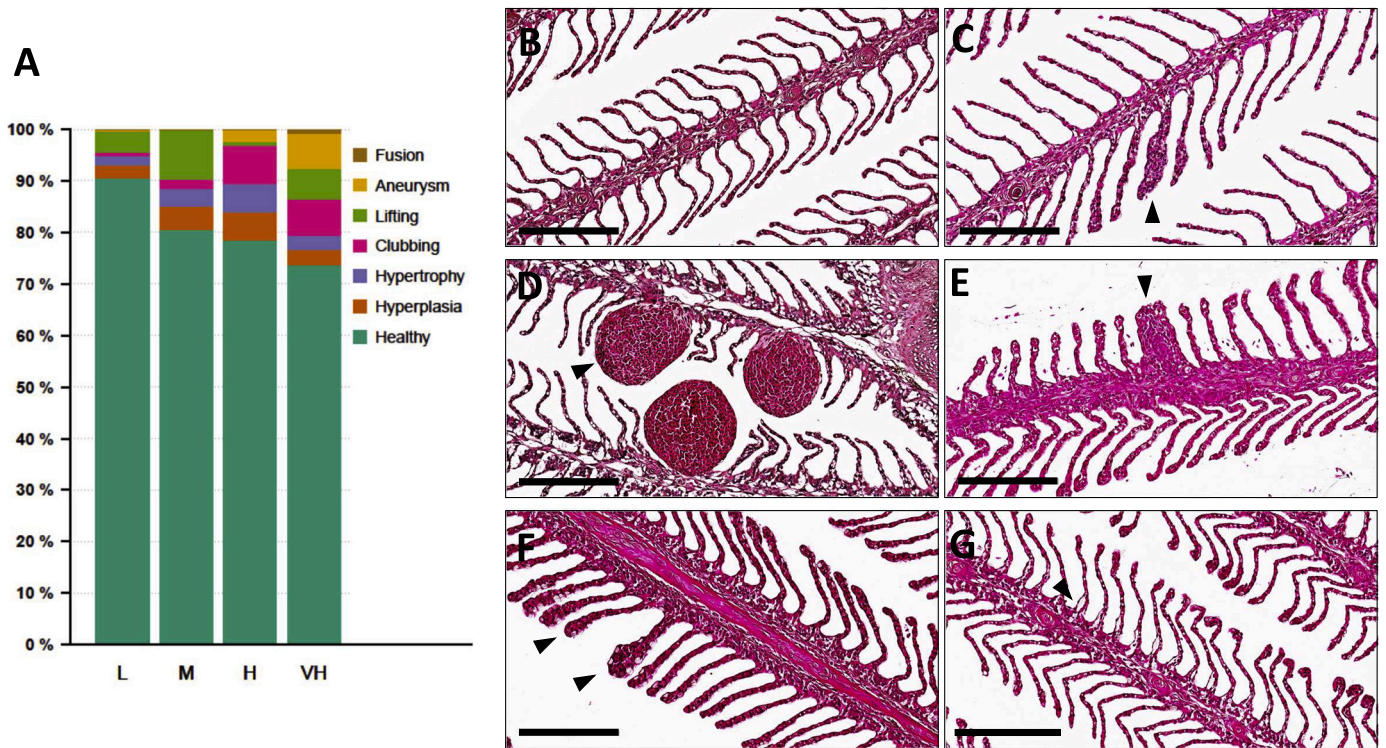 A
100 %
90 %
80 %
70 %
60 %
50 %
40 %
30 %
20 %
10 %
0 %
L M H VH
Fusion
Aneurysm
Lifting
Clubbing
Hypertrophy
Hyperplasia
Healthy
B
C
D
E
F
G